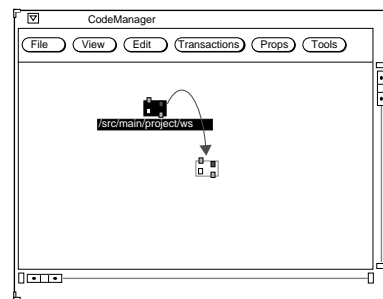 CodeManager
File View Edit Transactions Props Tools
/src/main/project/ws